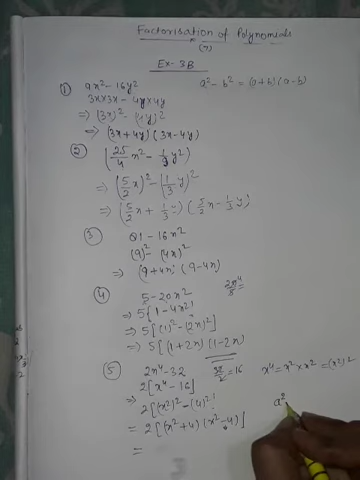 Factorisation of Polynomials
Ex-3B
a² - b² = (a+b)(a-b)
① 9x² - 16y²
3x×3x - 4y×4y
⇒ (3x)² - (4y)²
⇒ (3x+4y)(3x-4y)
② (25/4 x² - 1/9 y²)
⇒ (5/2 x)² - (1/3 y)²
⇒ (5/2 x + 1/3 y)(5/2 x - 1/3 y)
③ 81 - 16x²
(9)² - (4x)²
⇒ (9+4x)(9-4x)
④ 5 - 20x²
⇒ 5[1 - 4x²]
⇒ 5[(1)² - (2x)²]
⇒ 5[(1+2x)(1-2x)
⑤ 2x⁴ - 32
32/2 = 16
x⁴ = x² × x² = (x²)²
2[x⁴ - 16]
⇒ 2[(x²)² - (4)²]
= 2[(x²+4)(x²-4)]
=
a²